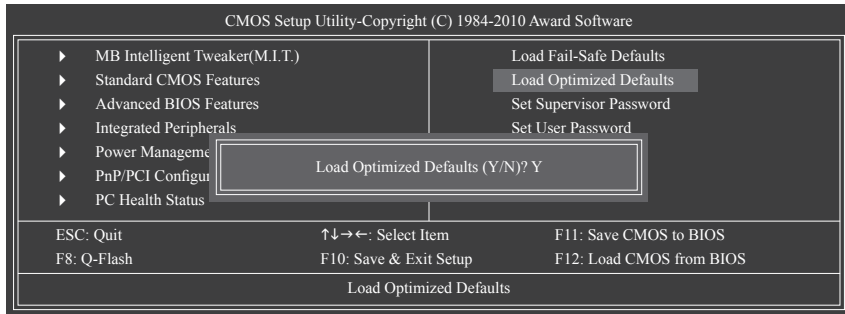 CMOS Setup Utility-Copyright (C) 1984-2010 Award Software
MB Intelligent Tweaker(M.I.T.)
Standard CMOS Features
Advanced BIOS Features
Integrated Peripherals
Power Manageme
PnP/PCI Configur
PC Health Status
Load Fail-Safe Defaults
Load Optimized Defaults
Set Supervisor Password
Set User Password
Load Optimized Defaults (Y/N)? Y
ESC: Quit ↑↓→←: Select Item F11: Save CMOS to BIOS
F8: Q-Flash F10: Save & Exit Setup F12: Load CMOS from BIOS
Load Optimized Defaults